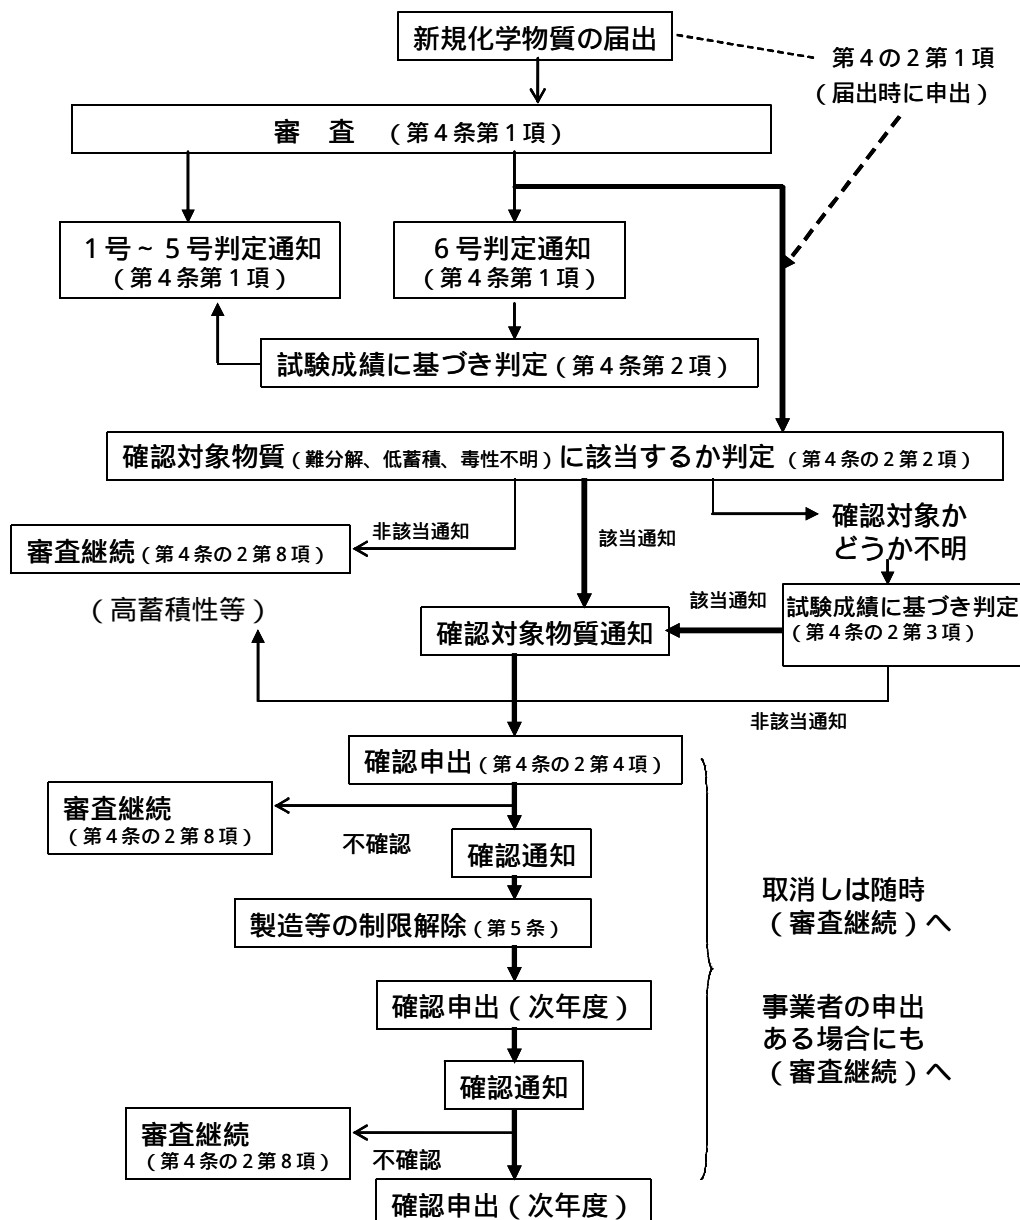 新規化学物質の届出
第４の２第１項
（届出時に申出）
審　査　（第４条第１項）
１号～５号判定通知
（第４条第１項）
６号判定通知
（第４条第１項）
試験成績に基づき判定（第４条第２項）
確認対象物質（難分解、低蓄積、毒性不明）に該当するか判定（第４条の２第２項）
非該当通知
該当通知
確認対象か
どうか不明
審査継続（第４条の２第８項）
（高蓄積性等）
該当通知
試験成績に基づき判定
（第４条の２第３項）
確認対象物質通知
非該当通知
確認申出（第４条の２第４項）
審査継続
（第４条の２第８項）
不確認
確認通知
製造等の制限解除（第５条）
確認申出（次年度）
確認通知
審査継続
（第４条の２第８項）
不確認
確認申出（次年度）
取消しは随時
（審査継続）へ
事業者の申出
ある場合にも
（審査継続）へ